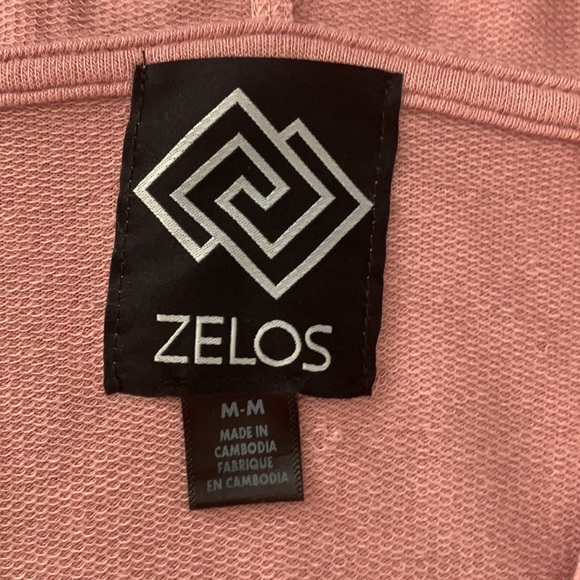 ZELOS
M-M
MADE IN
CAMBODIA
FABRIQUE
EN CAMBODIA